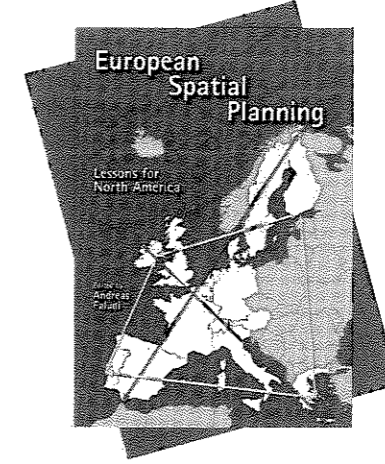 European
Spatial
Planning
Lessons for
North America
Edited by
Andreas
Faludi